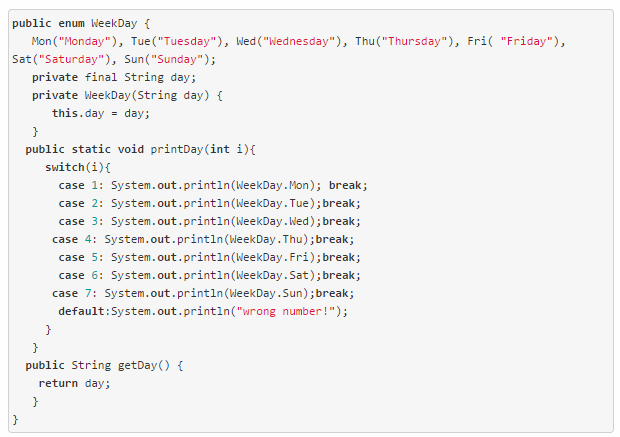 public enum WeekDay {
   Mon("Monday"), Tue("Tuesday"), Wed("Wednesday"), Thu("Thursday"), Fri( "Friday"),
Sat("Saturday"), Sun("Sunday");
   private final String day;
   private WeekDay(String day) {
      this.day = day;
   }
  public static void printDay(int i){
     switch(i){
       case 1: System.out.println(WeekDay.Mon); break;
       case 2: System.out.println(WeekDay.Tue);break;
       case 3: System.out.println(WeekDay.Wed);break;
      case 4: System.out.println(WeekDay.Thu);break;
       case 5: System.out.println(WeekDay.Fri);break;
       case 6: System.out.println(WeekDay.Sat);break;
      case 7: System.out.println(WeekDay.Sun);break;
       default:System.out.println("wrong number!");
     }
   }
  public String getDay() {
    return day;
   }
}